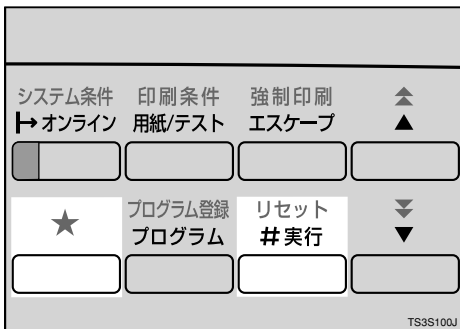 システム条件 印刷条件 強制印刷
オンライン 用紙/テスト エスケープ ▲
★ プログラム登録 リセット
プログラム #実行 ▼
TS3S100J